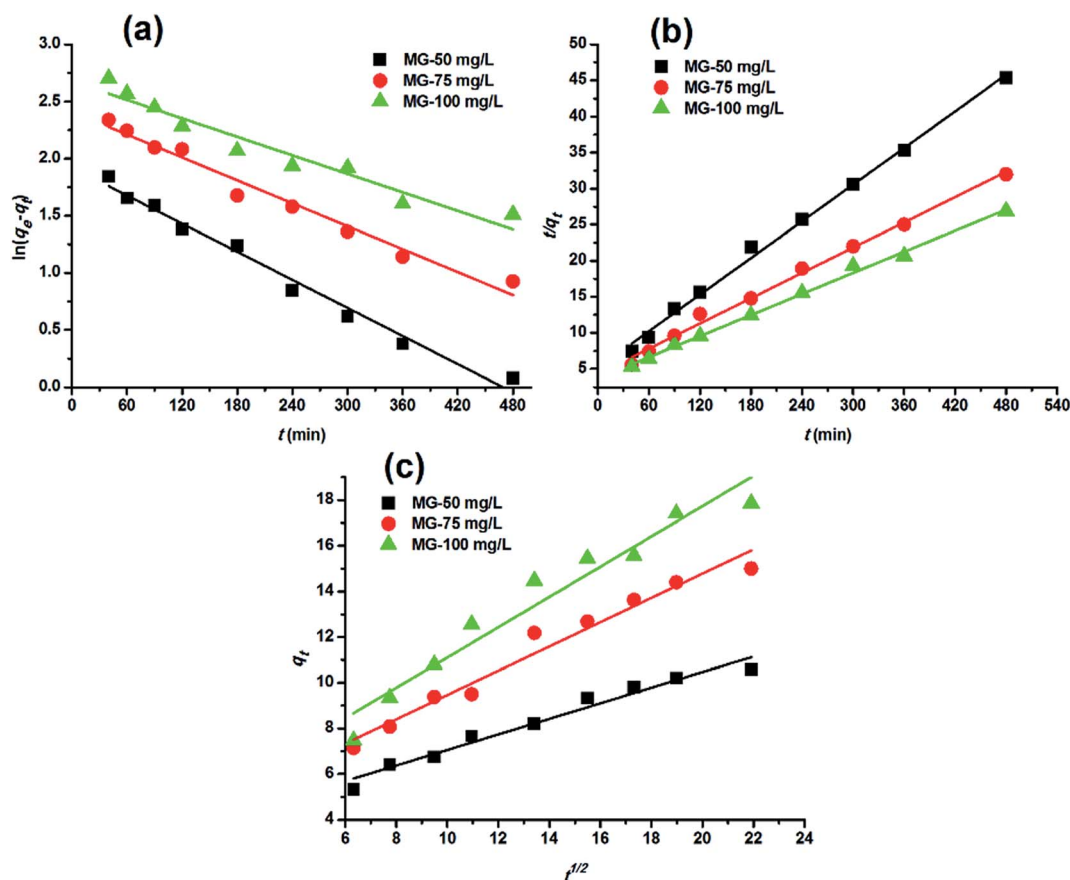 (a)
MG-50 mg/L
MG-75 mg/L
MG-100 mg/L
ln(qe-qt)
3.0
2.5
2.0
1.5
1.0
0.5
0.0
0 60 120 180 240 300 360 420 480
t (min)
(b)
MG-50 mg/L
MG-75 mg/L
MG-100 mg/L
t/qt
50
45
40
35
30
25
20
15
10
5
0 60 120 180 240 300 360 420 480 540
t (min)
(c)
MG-50 mg/L
MG-75 mg/L
MG-100 mg/L
qt
18
16
14
12
10
8
6
4
6 8 10 12 14 16 18 20 22 24
t1/2